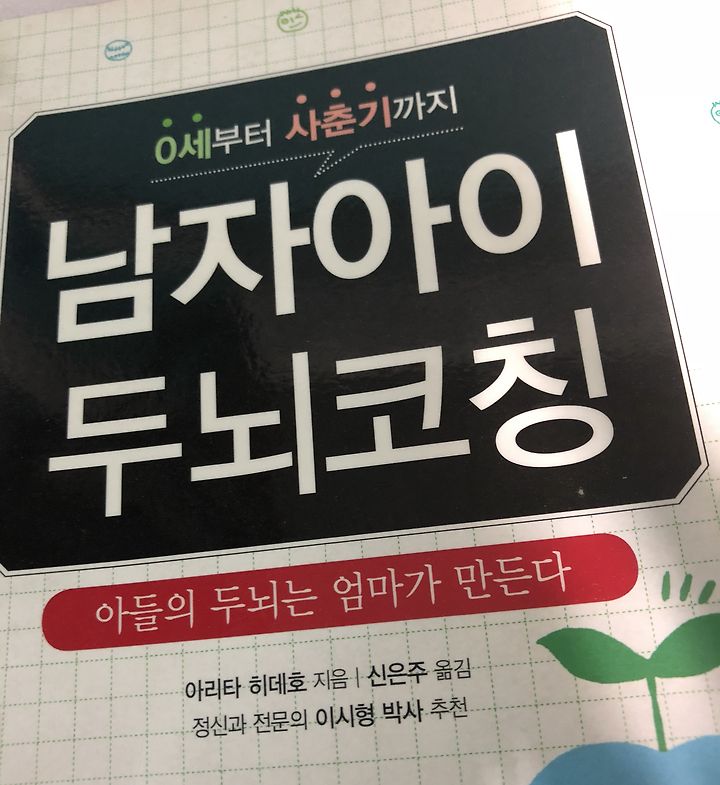 0세부터 사춘기까지
남자아이
두뇌코칭
아들의 두뇌는 엄마가 만든다
아리타 히데호 지음 | 신은주 옮김
정신과 전문의 이시형 박사 추천